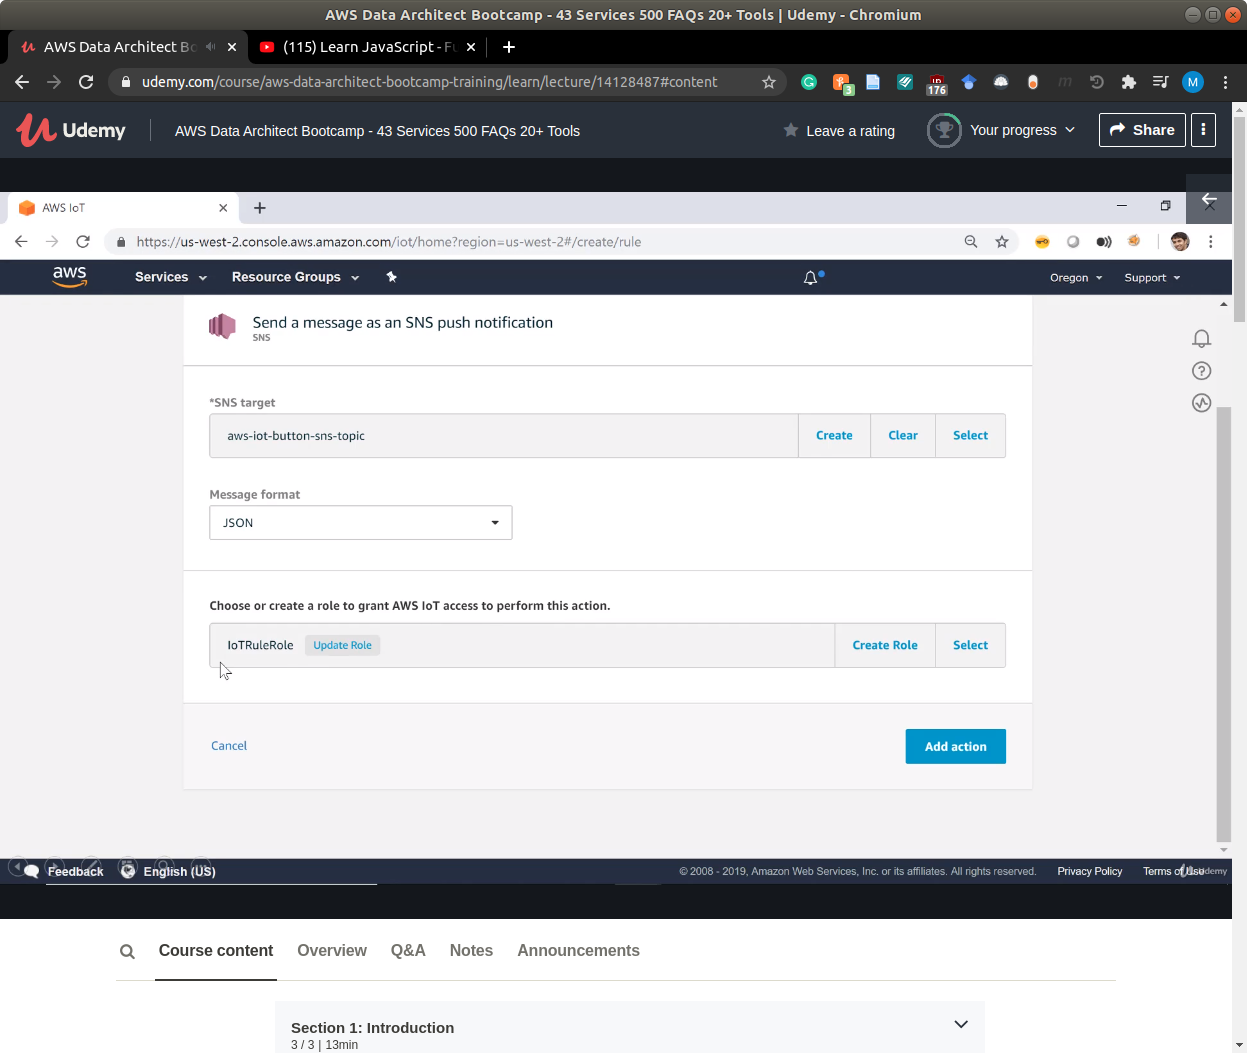 AWS Data Architect Bootcamp - 43 Services 500 FAQs 20+ Tools | Udemy - Chromium
AWS Data Architect Bo
(115) Learn JavaScript - Fu
udemy.com/course/aws-data-architect-bootcamp-training/learn/lecture/14128487#content
3
176
M
Udemy
AWS Data Architect Bootcamp - 43 Services 500 FAQs 20+ Tools
Leave a rating
Your progress
Share
AWS IoT
https://us-west-2.console.aws.amazon.com/iot/home?region=us-west-2#/create/rule
aws
Services
Resource Groups
Oregon
Support
Send a message as an SNS push notification
SNS
*SNS target
aws-iot-button-sns-topic
Create
Clear
Select
Message format
JSON
Choose or create a role to grant AWS IoT access to perform this action.
IoTRuleRole
Update Role
Create Role
Select
Cancel
Add action
Feedback
English (US)
© 2008 - 2019, Amazon Web Services, Inc. or its affiliates. All rights reserved.
Privacy Policy
Terms of Use
Udemy
Course content
Overview
Q&A
Notes
Announcements
Section 1: Introduction
3 / 3 | 13min